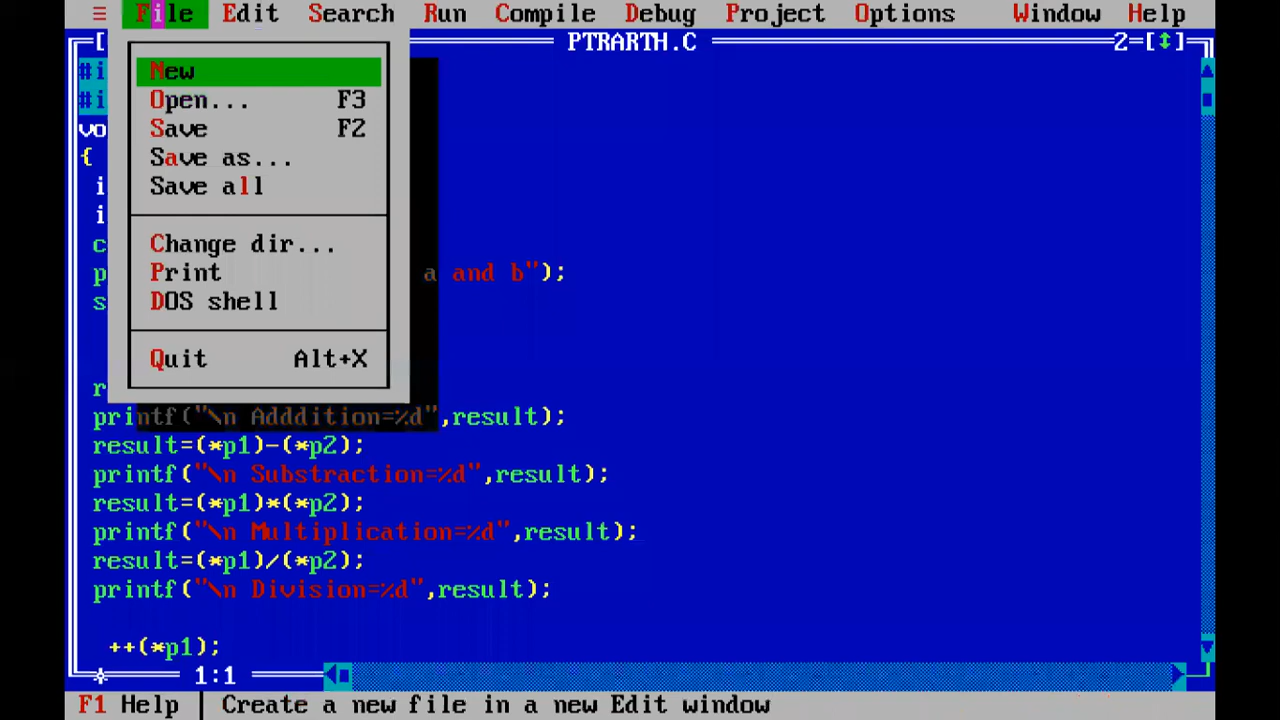 ≡ File Edit Search Run Compile Debug Project Options Window Help
[ PTRARTH.C 2=[↕]
#i
New
#i
Open... F3
vo
Save F2
{
Save as...
i
Save all
i
c
Change dir...
p
Print
a and b");
s
DOS shell
Quit Alt+X
r
printf("\n Adddition=%d",result);
result=(*p1)-(*p2);
printf("\n Substraction=%d",result);
result=(*p1)*(*p2);
printf("\n Multiplication=%d",result);
result=(*p1)/(*p2);
printf("\n Division=%d",result);
++(*p1);
1:1
F1 Help Create a new file in a new Edit window